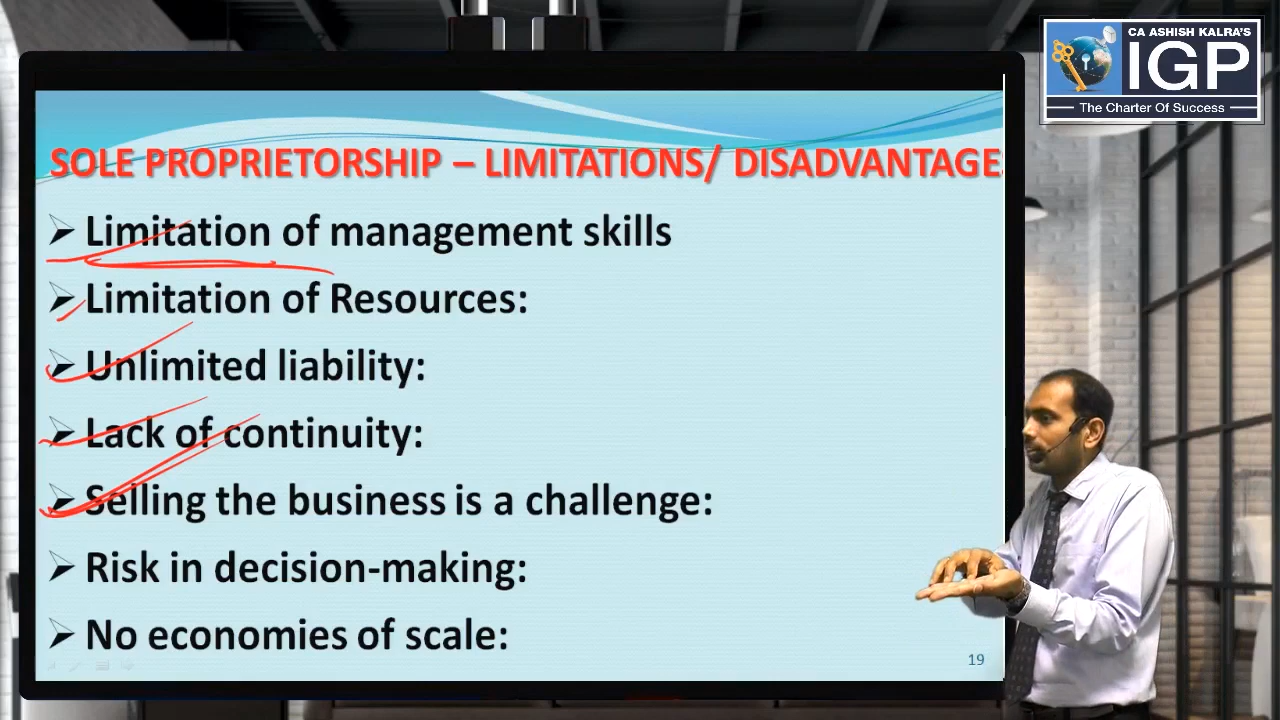 CA ASHISH KALRA'S
IGP
The Charter Of Success
SOLE PROPRIETORSHIP – LIMITATIONS/ DISADVANTAGE
Limitation of management skills
Limitation of Resources:
Unlimited liability:
Lack of continuity:
Selling the business is a challenge:
Risk in decision-making:
No economies of scale:
19